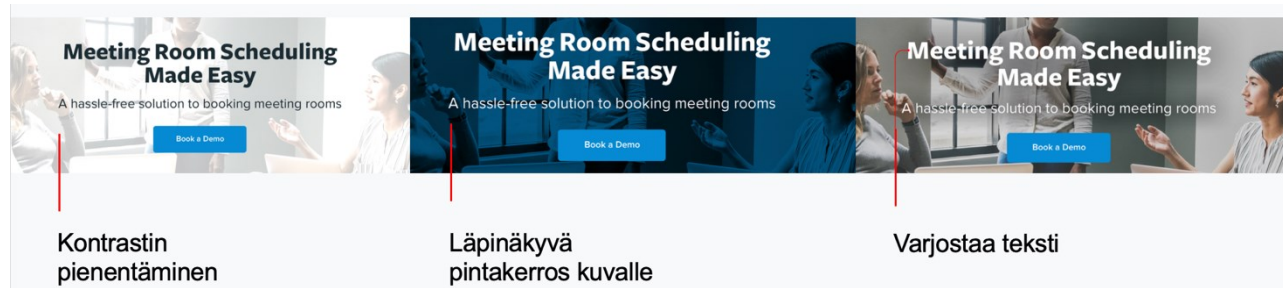 Meeting Room Scheduling
Made Easy
A hassle-free solution to booking meeting rooms
Book a Demo
Meeting Room Scheduling
Made Easy
A hassle-free solution to booking meeting rooms
Book a Demo
Meeting Room Scheduling
Made Easy
A hassle-free solution to booking meeting rooms
Book a Demo
Kontrastin
pienentäminen
Läpinäkyvä
pintakerros kuvalle
Varjostaa teksti